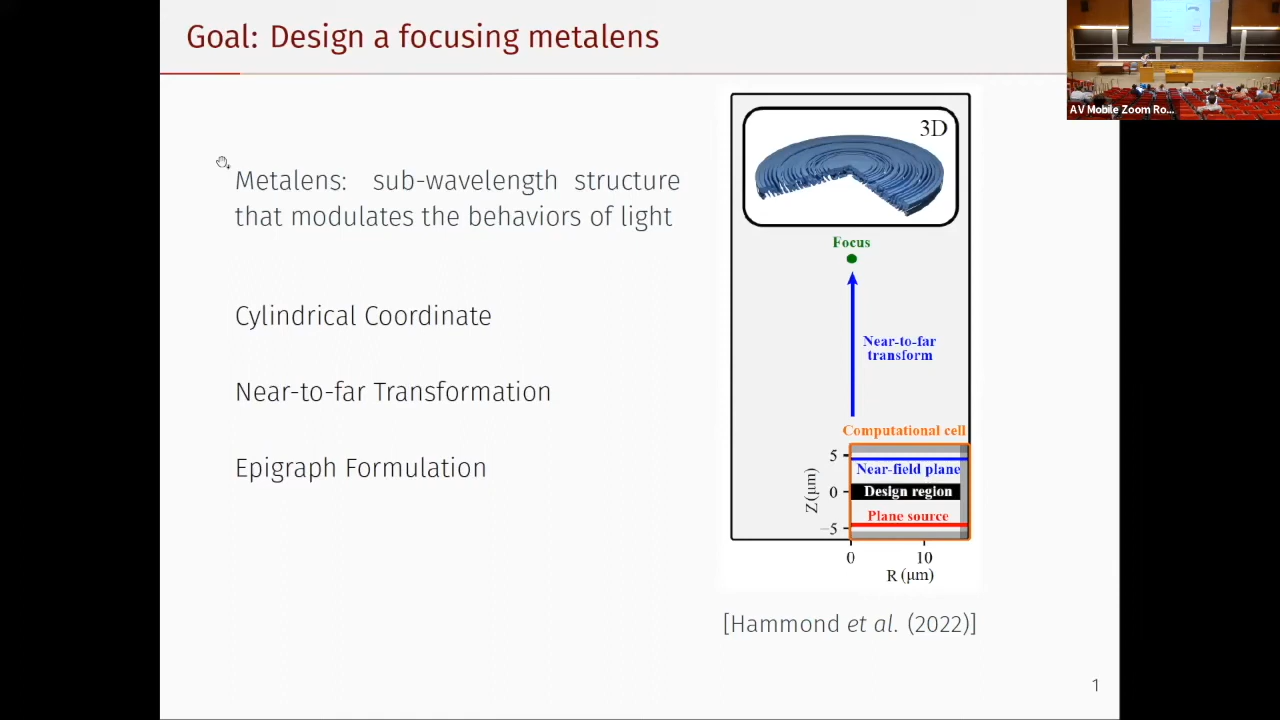 Goal: Design a focusing metalens
AV Mobile Zoom Ro...
Metalens: sub-wavelength structure
that modulates the behaviors of light
Cylindrical Coordinate
Near-to-far Transformation
Epigraph Formulation
3D
Focus
Near-to-far
transform
Computational cell
5
Near-field plane
0
Design region
Z(μm)
Plane source
−5
0
10
R (μm)
[Hammond et al. (2022)]
1